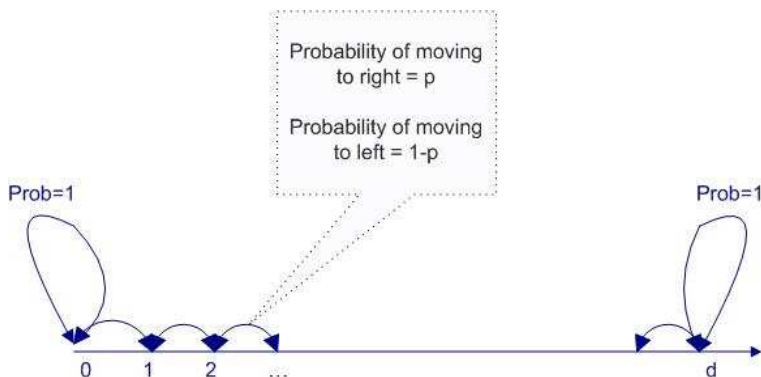 Probability of moving
to right = p
Probability of moving
to left = 1-p
Prob=1
Prob=1
0 1 2 ... d